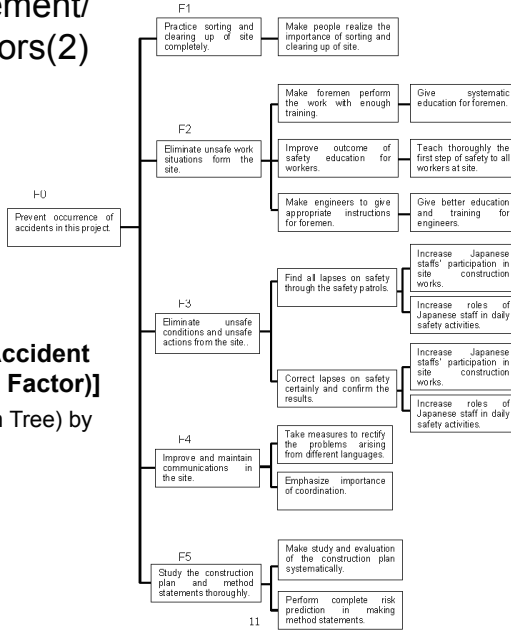 ement/
ors(2)
F1
Practice sorting and
clearing up of site
completely.
Make people realize the
importance of sorting and
clearing up of site.
Make foremen perform
the work with enough
training.
Give systematic
education for foremen.
F2
Eliminate unsafe work
situations form the
site.
Improve outcome of
safety education for
workers.
Teach thoroughly the
first step of safety to all
workers at site.
F0
Prevent occurrence of
accidents in this project.
Make engineers to give
appropriate instructions
for foremen.
Give better education
and training for
engineers.
Find all lapses on safety
through the safety patrols.
Increase Japanese
staffs' participation in
site construction
works.
Increase roles of
Japanese staff in daily
safety activities.
F3
Eliminate unsafe
conditions and unsafe
actions from the site..
Correct lapses on safety
certainly and confirm the
results.
Increase Japanese
staffs' participation in
site construction
works.
Increase roles of
Japanese staff in daily
safety activities.
Accident
Factor)]
n Tree) by
F4
Improve and maintain
communications in
the site.
Take measures to rectify
the problems arising
from different languages.
Emphasize importance
of coordination.
F5
Study the construction
plan and method
statements thoroughly.
Make study and evaluation
of the construction plan
systematically.
Perform complete risk
prediction in making
method statements.
11